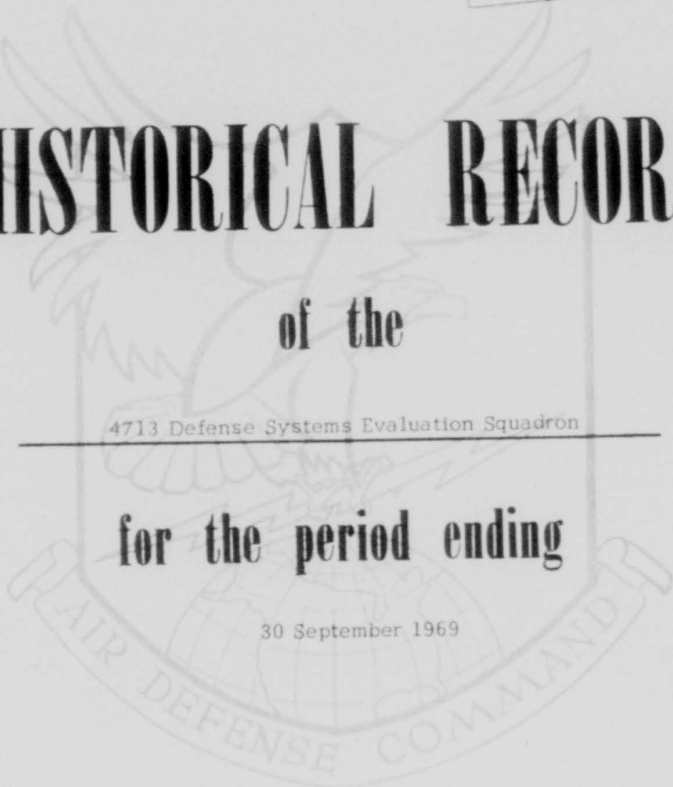 HISTORICAL RECOR
of the
4713 Defense Systems Evaluation Squadron
for the period ending
30 September 1969
AIR DEFENSE COMMAND